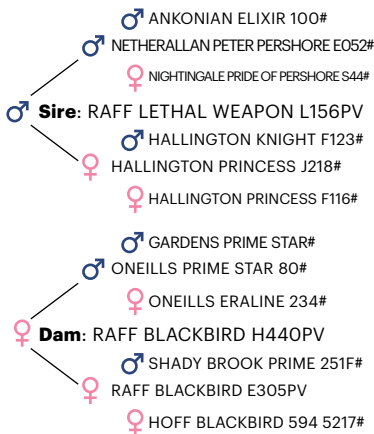 ANKONIAN ELIXIR 100#
NETHERALLAN PETER PERSHORE E052#
NIGHTINGALE PRIDE OF PERSHORE S44#
Sire: RAFF LETHAL WEAPON L156PV
HALLINGTON KNIGHT F123#
HALLINGTON PRINCESS J218#
HALLINGTON PRINCESS F116#
GARDENS PRIME STAR#
ONEILLS PRIME STAR 80#
ONEILLS ERALINE 234#
Dam: RAFF BLACKBIRD H440PV
SHADY BROOK PRIME 251F#
RAFF BLACKBIRD E305PV
HOFF BLACKBIRD 594 5217#